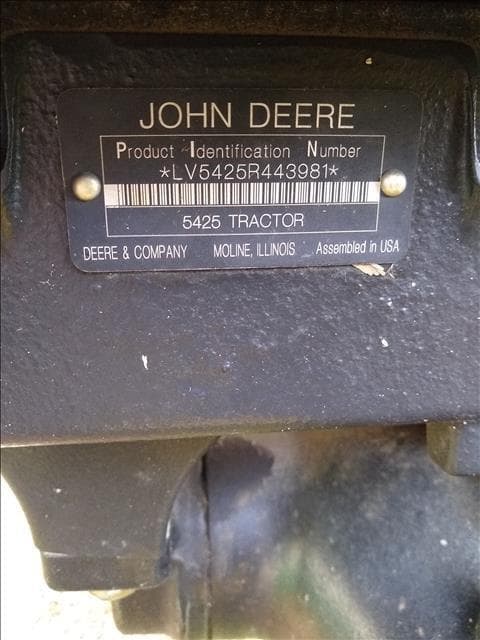 JOHN DEERE
Product Identification Number
*LV5425R443981*
5425 TRACTOR
DEERE & COMPANY MOLINE, ILLINOIS Assembled in USA